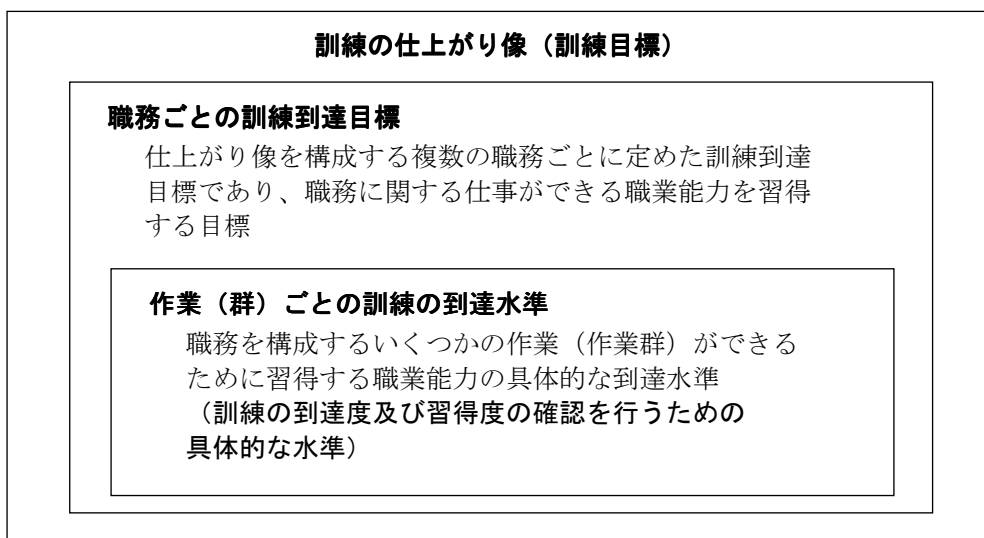 訓練の仕上がり像（訓練目標）
職務ごとの訓練到達目標
仕上がり像を構成する複数の職務ごとに定めた訓練到達
目標であり、職務に関する仕事ができる職業能力を習得
する目標
作業（群）ごとの訓練の到達水準
職務を構成するいくつかの作業（作業群）ができる
ために習得する職業能力の具体的な到達水準
（訓練の到達度及び習得度の確認を行うための
具体的な水準）